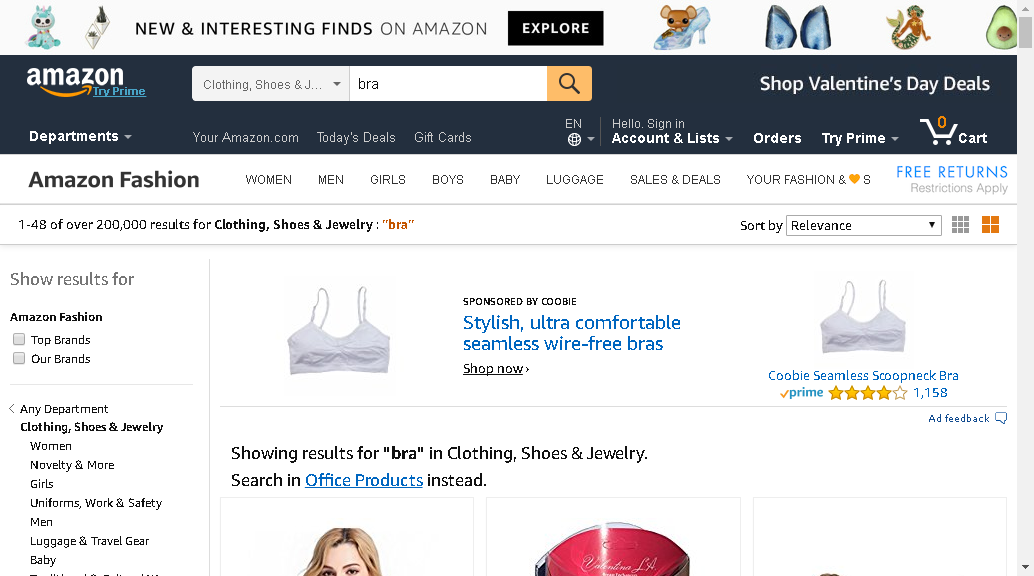 NEW & INTERESTING FINDS ON AMAZON EXPLORE
amazon
Try Prime
Clothing, Shoes & J...
bra
Shop Valentine's Day Deals
Departments
Your Amazon.com Today's Deals Gift Cards
EN
Hello. Sign in
Account & Lists
Orders
Try Prime
0
Cart
Amazon Fashion
WOMEN MEN GIRLS BOYS BABY LUGGAGE SALES & DEALS YOUR FASHION & 🧡 S
FREE RETURNS
Restrictions Apply
1-48 of over 200,000 results for Clothing, Shoes & Jewelry : "bra"
Sort by Relevance
Show results for
Amazon Fashion
Top Brands
Our Brands
Any Department
Clothing, Shoes & Jewelry
Women
Novelty & More
Girls
Uniforms, Work & Safety
Men
Luggage & Travel Gear
Baby
SPONSORED BY COOBIE
Stylish, ultra comfortable
seamless wire-free bras
Shop now ›
Coobie Seamless Scoopneck Bra
prime 1,158
Ad feedback
Showing results for "bra" in Clothing, Shoes & Jewelry.
Search in Office Products instead.
Valentina L.A.